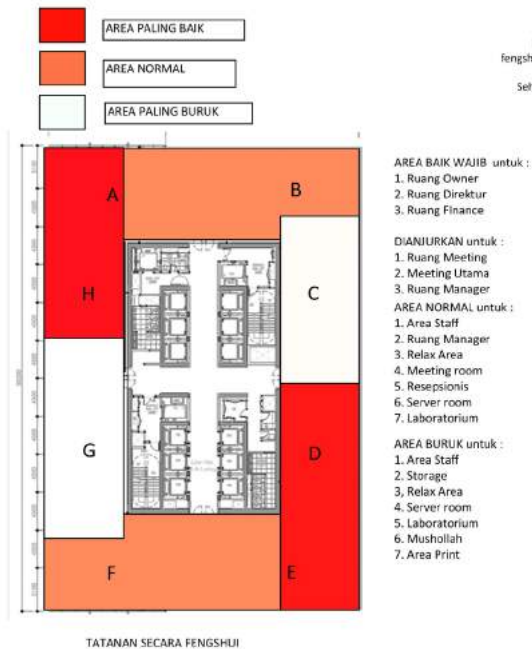 AREA PALING BAIK
AREA NORMAL
AREA PALING BURUK
fengsh
Seh
A
B
H
C
G
D
F
E
AREA BAIK WAJIB untuk :
1. Ruang Owner
2. Ruang Direktur
3. Ruang FInance
DIANJURKAN untuk :
1. Ruang Meeting
2. Meeting Utama
3. Ruang Manager
AREA NORMAL untuk :
1. Area Staff
2. Ruang Manager
3. Relax Area
4. Meeting room
5. Resepsionis
6. Server room
7. Laboratorium
AREA BURUK untuk :
1. Area Staff
2. Storage
3, Relax Area
4. Server room
5. Laboratorium
6. Mushollah
7. Area Print
TATANAN SECARA FENGSHUI